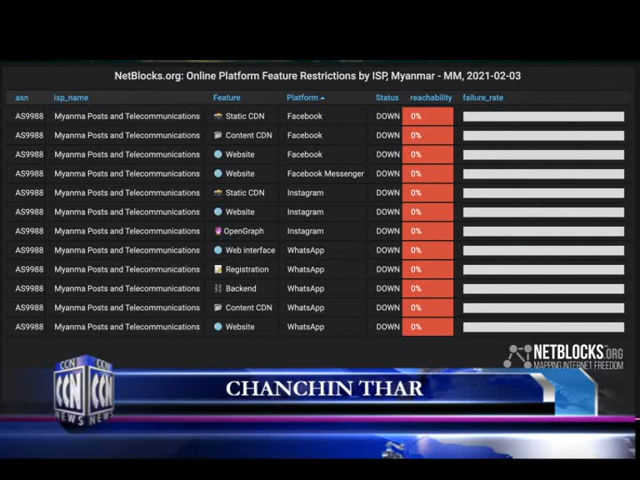 NetBlocks.org: Online Platform Feature Restrictions by ISP, Myanmar - MM, 2021-02-03
asn isp_name Feature Platform Status reachability failure_rate
AS9988 Myanma Posts and Telecommunications Static CDN Facebook DOWN 0%
AS9988 Myanma Posts and Telecommunications Content CDN Facebook DOWN 0%
AS9988 Myanma Posts and Telecommunications Website Facebook DOWN 0%
AS9988 Myanma Posts and Telecommunications Website Facebook Messenger DOWN 0%
AS9988 Myanma Posts and Telecommunications Static CDN Instagram DOWN 0%
AS9988 Myanma Posts and Telecommunications Website Instagram DOWN 0%
AS9988 Myanma Posts and Telecommunications OpenGraph Instagram DOWN 0%
AS9988 Myanma Posts and Telecommunications Web interface WhatsApp DOWN 0%
AS9988 Myanma Posts and Telecommunications Registration WhatsApp DOWN 0%
AS9988 Myanma Posts and Telecommunications Backend WhatsApp DOWN 0%
AS9988 Myanma Posts and Telecommunications Content CDN WhatsApp DOWN 0%
AS9988 Myanma Posts and Telecommunications Website WhatsApp DOWN 0%
NETBLOCKS.ORG
MAPPING INTERNET FREEDOM
CCN
CCN CCN
NEWS NEWS
CHANCHIN THAR